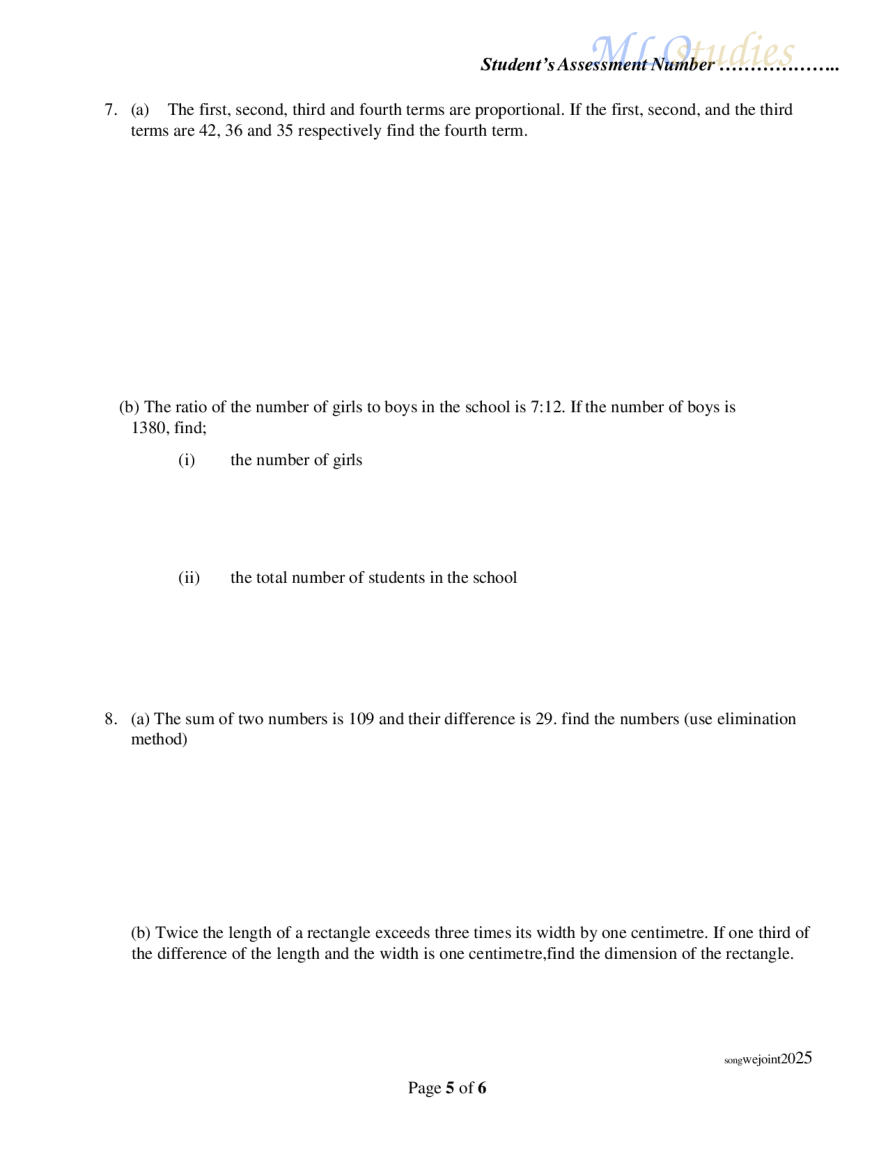 ML Ostudies
Student's Assessment Number ………………..
7. (a) The first, second, third and fourth terms are proportional. If the first, second, and the third
terms are 42, 36 and 35 respectively find the fourth term.
(b) The ratio of the number of girls to boys in the school is 7:12. If the number of boys is
1380, find;
(i) the number of girls
(ii) the total number of students in the school
8. (a) The sum of two numbers is 109 and their difference is 29. find the numbers (use elimination
method)
(b) Twice the length of a rectangle exceeds three times its width by one centimetre. If one third of
the difference of the length and the width is one centimetre,find the dimension of the rectangle.
songwejoint2025
Page 5 of 6